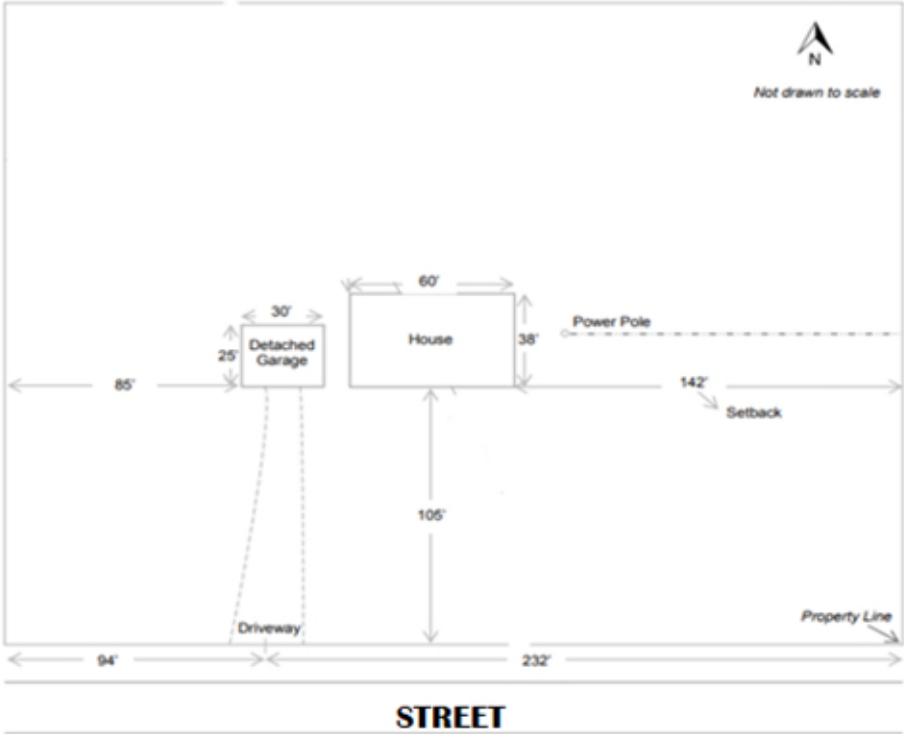 N
Not drawn to scale
60'
30'
Power Pole
House
38'
Detached
Garage
25'
85'
142'
Setback
105'
Property Line
Driveway
94'
232'
STREET